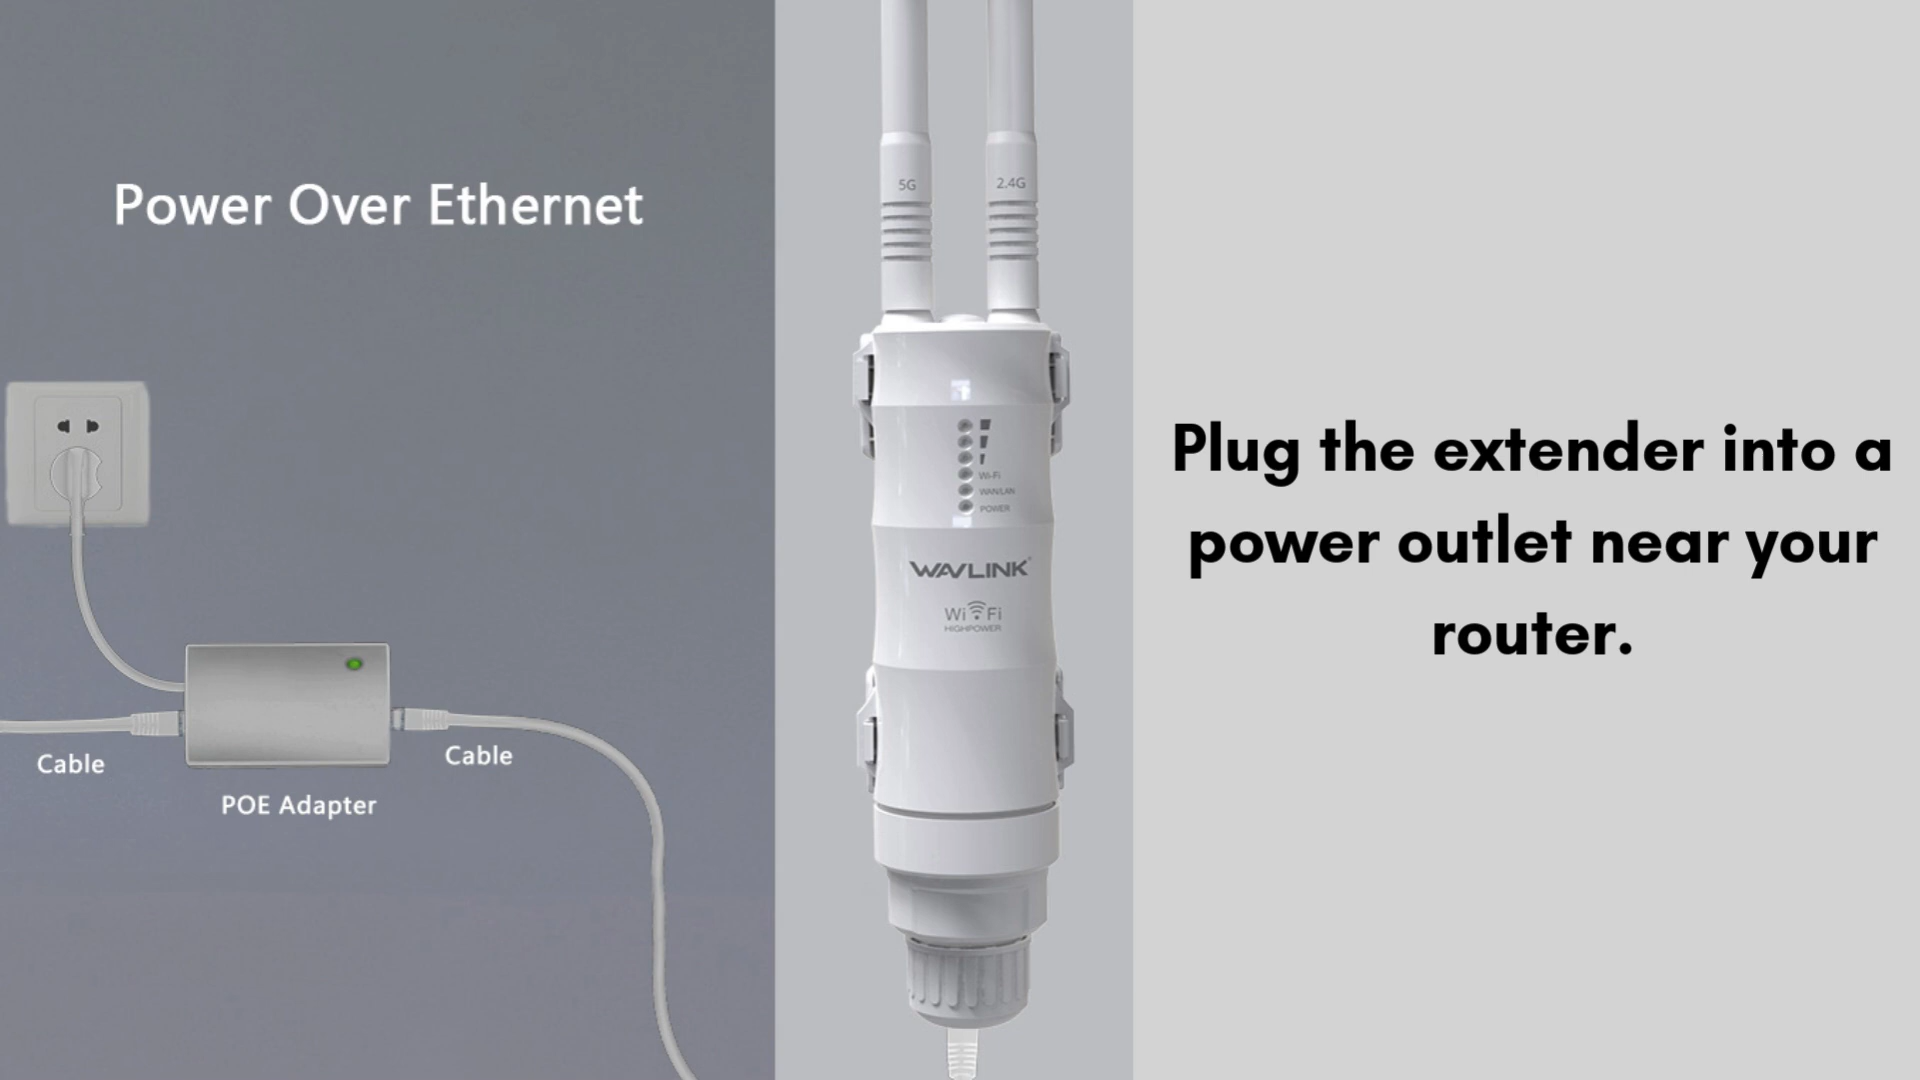 Power Over Ethernet
Cable
POE Adapter
Cable
5G
2.4G
Wi-Fi
WAN/LAN
POWER
WAVLINK
WiFi
HIGHPOWER
Plug the extender into a
power outlet near your
router.